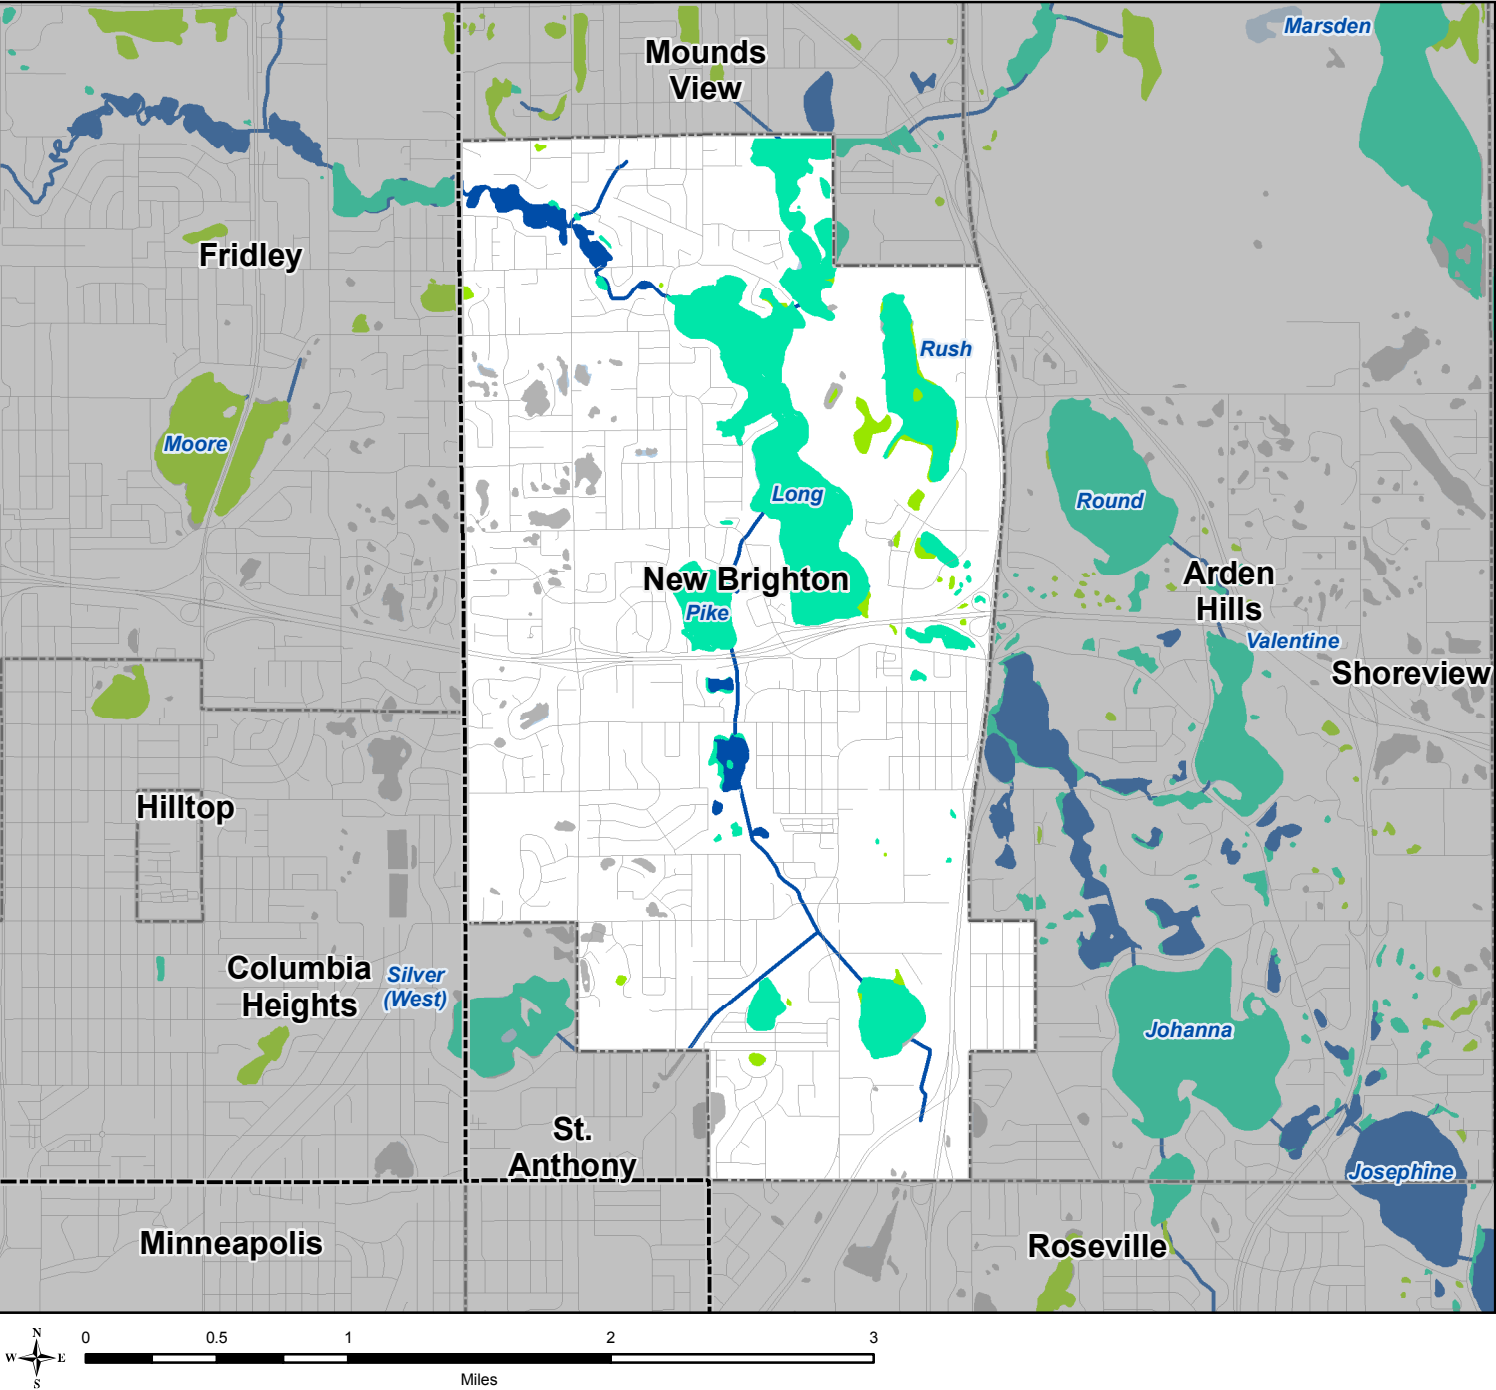 Marsden
Mounds
View
Fridley
Rush
Moore
Long
Round
New Brighton
Pike
Arden
Hills
Valentine
Shoreview
Hilltop
Columbia
Heights
Silver
(West)
Johanna
St.
Anthony
Josephine
Minneapolis
Roseville
N
W E
S
0 0.5 1 2 3
Miles